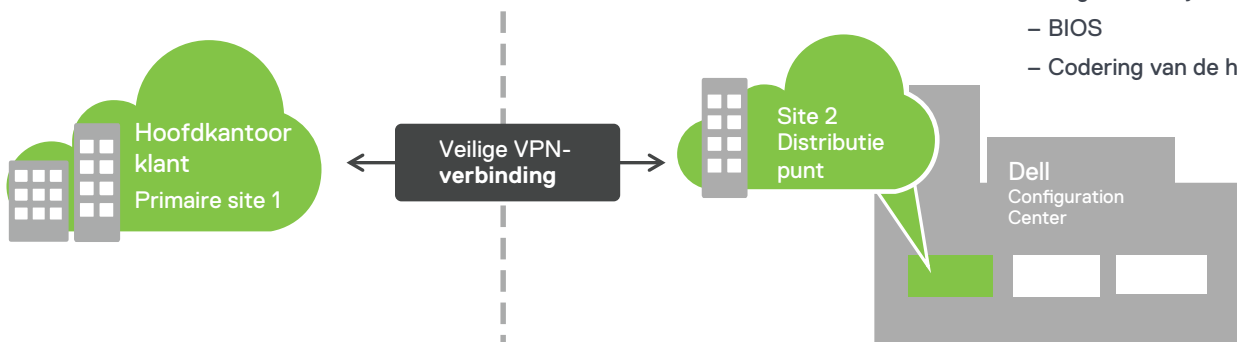 – BIOS
– Codering van de h
Hoofdkantoor
klant
Primaire site 1
Veilige VPN-
verbinding
Site 2
Distributie
punt
Dell
Configuration
Center